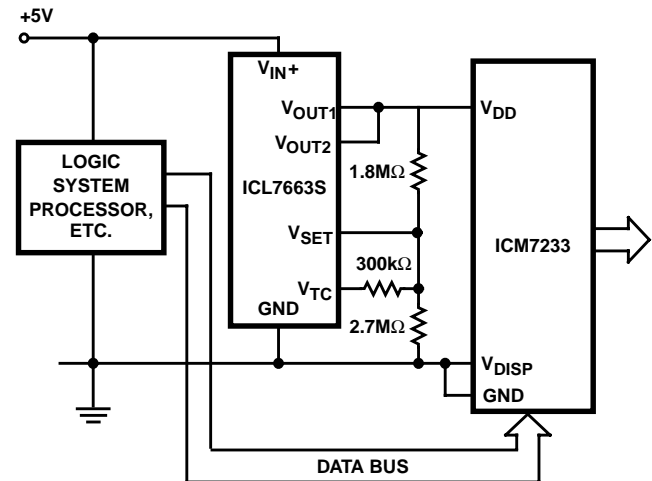 +5V
VIN+
VOUT1
VOUT2
ICL7663S
VSET
VTC
GND
LOGIC
SYSTEM
PROCESSOR,
ETC.
1.8MΩ
300kΩ
2.7MΩ
VDD
ICM7233
VDISP
GND
DATA BUS